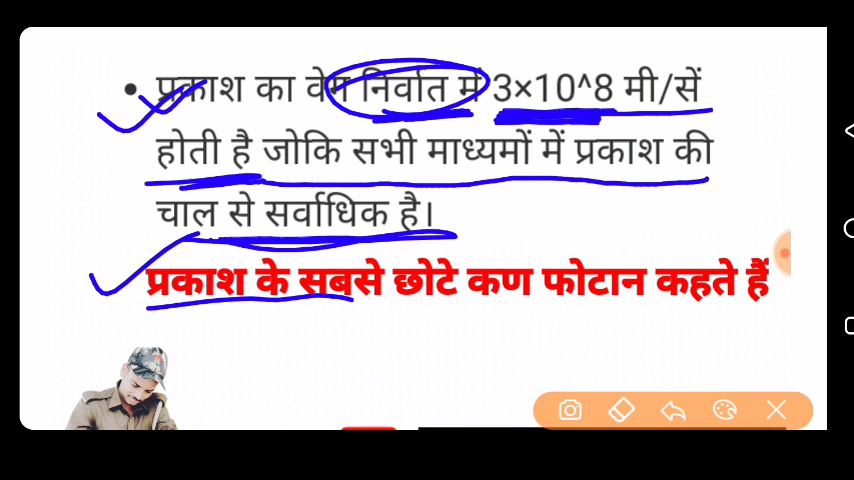 • प्रकाश का वेग निर्वात में 3×10^8 मी/सें
होती है जोकि सभी माध्यमों में प्रकाश की
चाल से सर्वाधिक है।
प्रकाश के सबसे छोटे कण फोटान कहते हैं